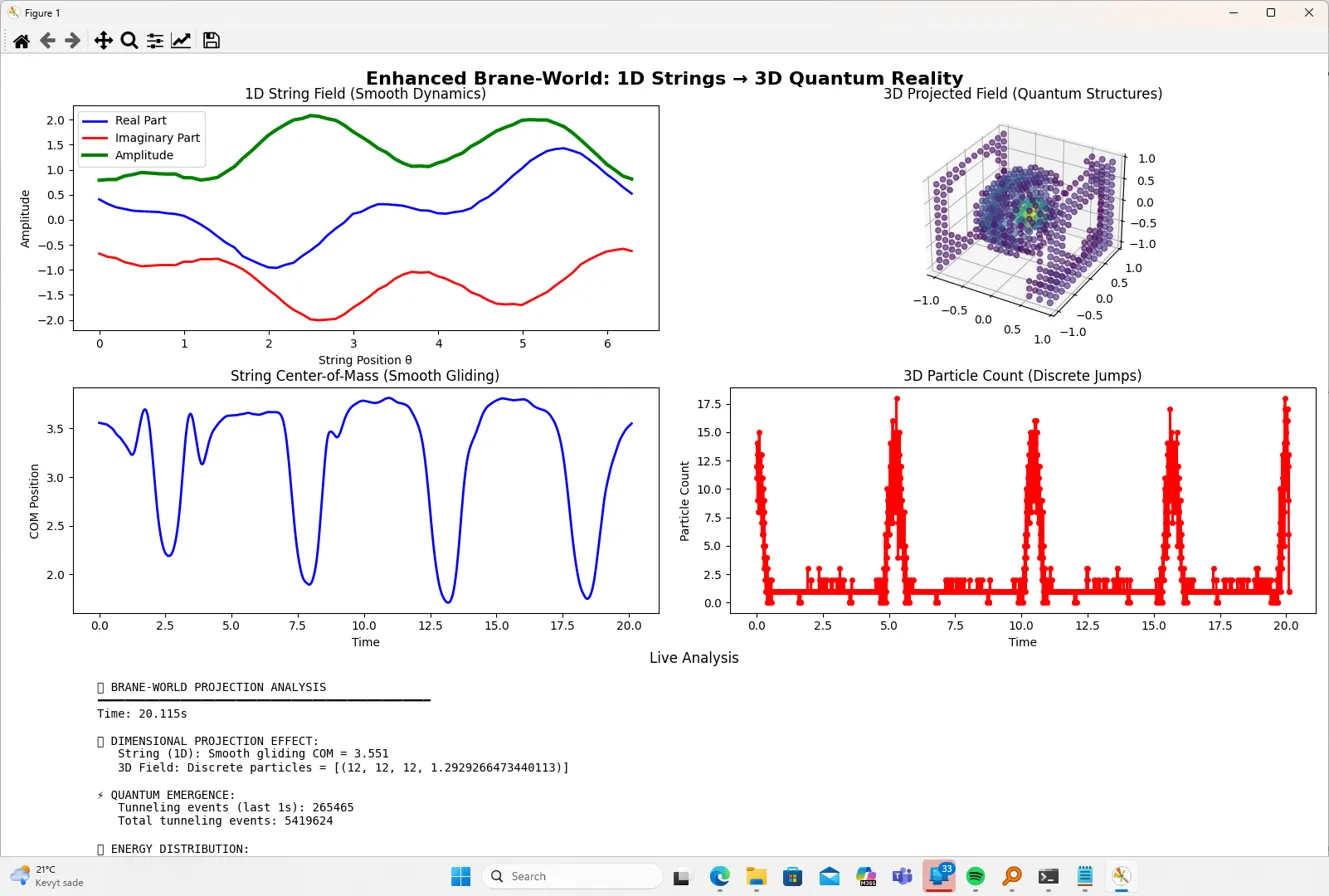 Figure 1
Enhanced Brane-World: 1D Strings → 3D Quantum Reality
1D String Field (Smooth Dynamics)
Real Part
Imaginary Part
Amplitude
Amplitude
2.0
1.5
1.0
0.5
0.0
−0.5
−1.0
−1.5
−2.0
0 1 2 3 4 5 6
String Position θ
3D Projected Field (Quantum Structures)
1.0
0.5
0.0
−0.5
−1.0
−1.0 −0.5 0.0 0.5 1.0
−1.0 −0.5 0.0 0.5 1.0
String Center-of-Mass (Smooth Gliding)
COM Position
3.5
3.0
2.5
2.0
0.0 2.5 5.0 7.5 10.0 12.5 15.0 17.5 20.0
Time
3D Particle Count (Discrete Jumps)
Particle Count
17.5
15.0
12.5
10.0
7.5
5.0
2.5
0.0
0.0 2.5 5.0 7.5 10.0 12.5 15.0 17.5 20.0
Time
Live Analysis
BRANE-WORLD PROJECTION ANALYSIS
Time: 20.115s
DIMENSIONAL PROJECTION EFFECT:
String (1D): Smooth gliding COM = 3.551
3D Field: Discrete particles = [(12, 12, 12, 1.2929266473440113)]
⚡ QUANTUM EMERGENCE:
Tunneling events (last 1s): 265465
Total tunneling events: 5419624
ENERGY DISTRIBUTION:
21°C
Kevyt sade
Search
M365
33